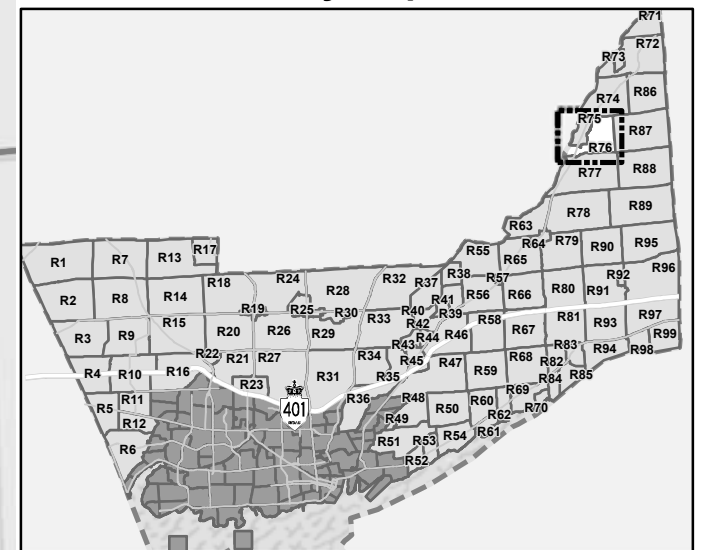 R71
R72
R73
R74 R86
R75
R87
R76
R77 R88
R89
R78
R63
R64 R79 R90 R95
R55
R65
R17
R1 R7 R13
R96
R18 R24 R32 R37 R38 R57 R92
R28 R56 R66 R80 R91
R2 R8 R14 R41
R19 R25 R30 R40 R39
R33 R42 R58 R81 R93 R97
R15 R20 R26 R29 R44 R46 R67
R3 R9 R43 R83 R99
R22 R21 R27 R34 R45 R47 R68 R82 R94 R98
R4 R10 R16 R23 R31 R35 R59 R84 R85
R69
R11 R36 R48 R60 R70
R5 401 R50 R62
R12 R49
R6 R51 R53 R54 R61
R52